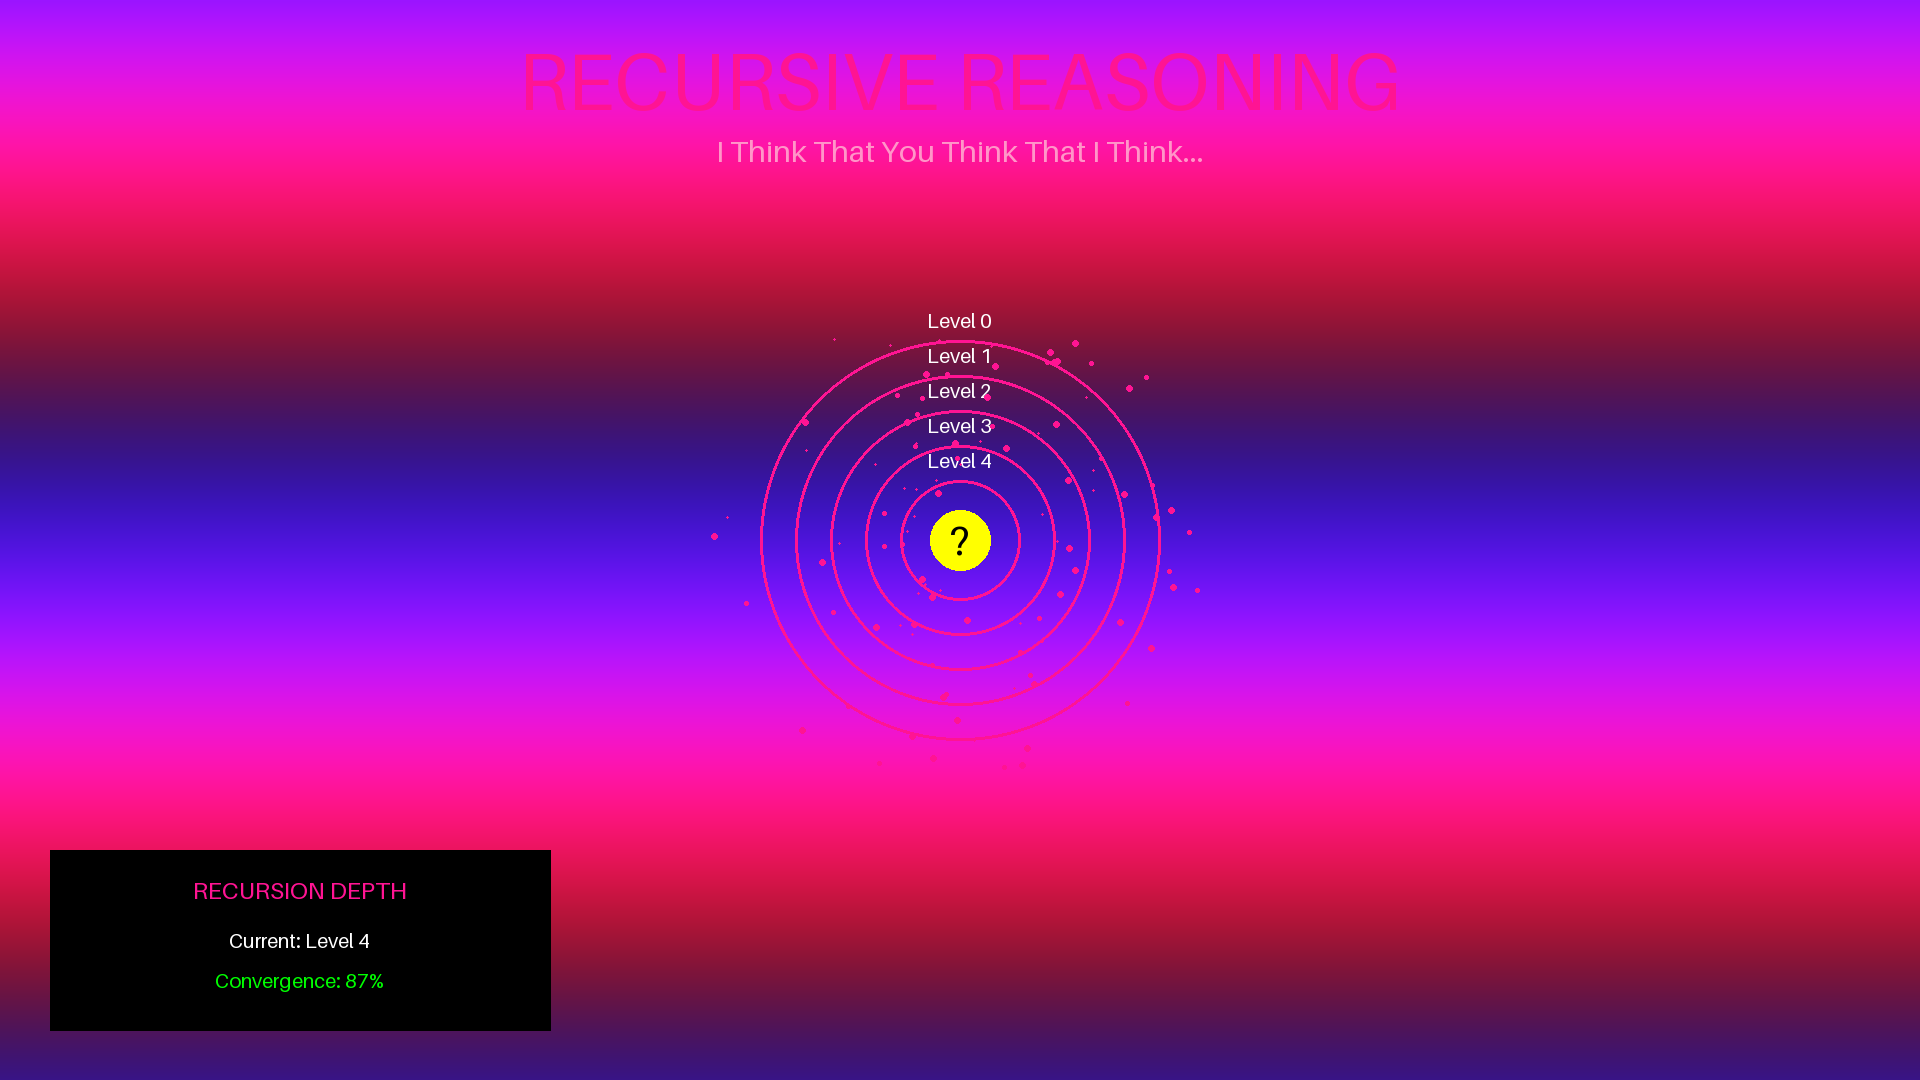 RECURSIVE REASONING
I Think That You Think That I Think...
Level 0
Level 1
Level 2
Level 3
Level 4
?
RECURSION DEPTH
Current: Level 4
Convergence: 87%